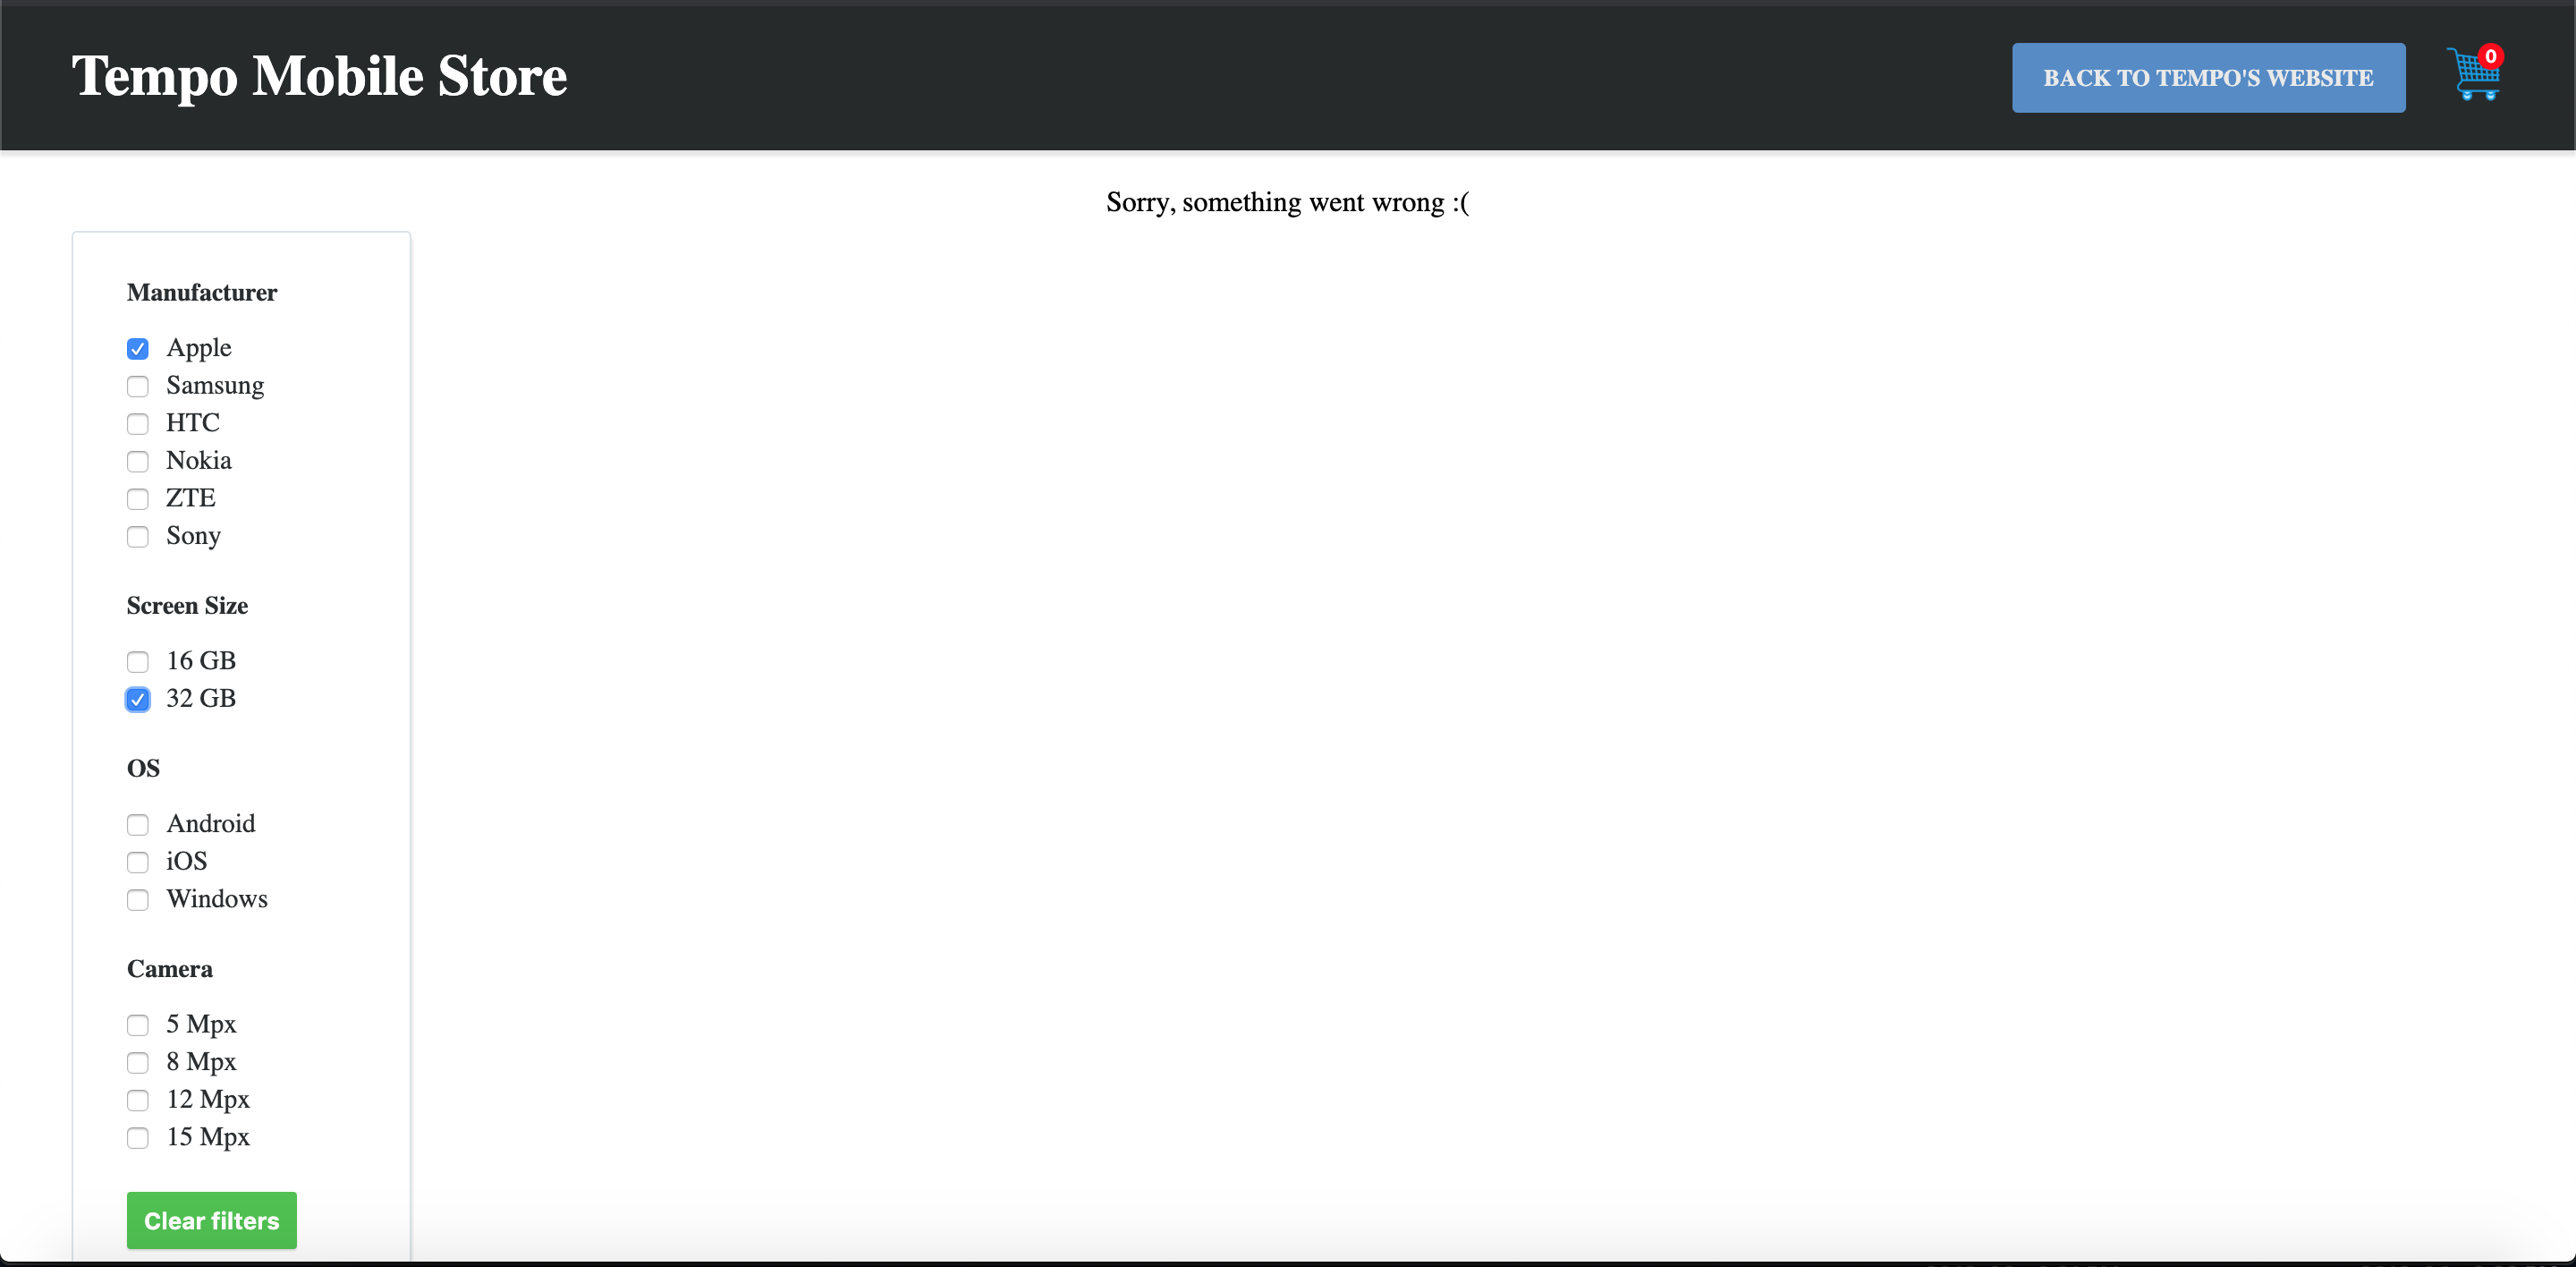 Tempo Mobile Store
BACK TO TEMPO'S WEBSITE
0
Sorry, something went wrong :(
Manufacturer
Apple
Samsung
HTC
Nokia
ZTE
Sony
Screen Size
16 GB
32 GB
OS
Android
iOS
Windows
Camera
5 Mpx
8 Mpx
12 Mpx
15 Mpx
Clear filters